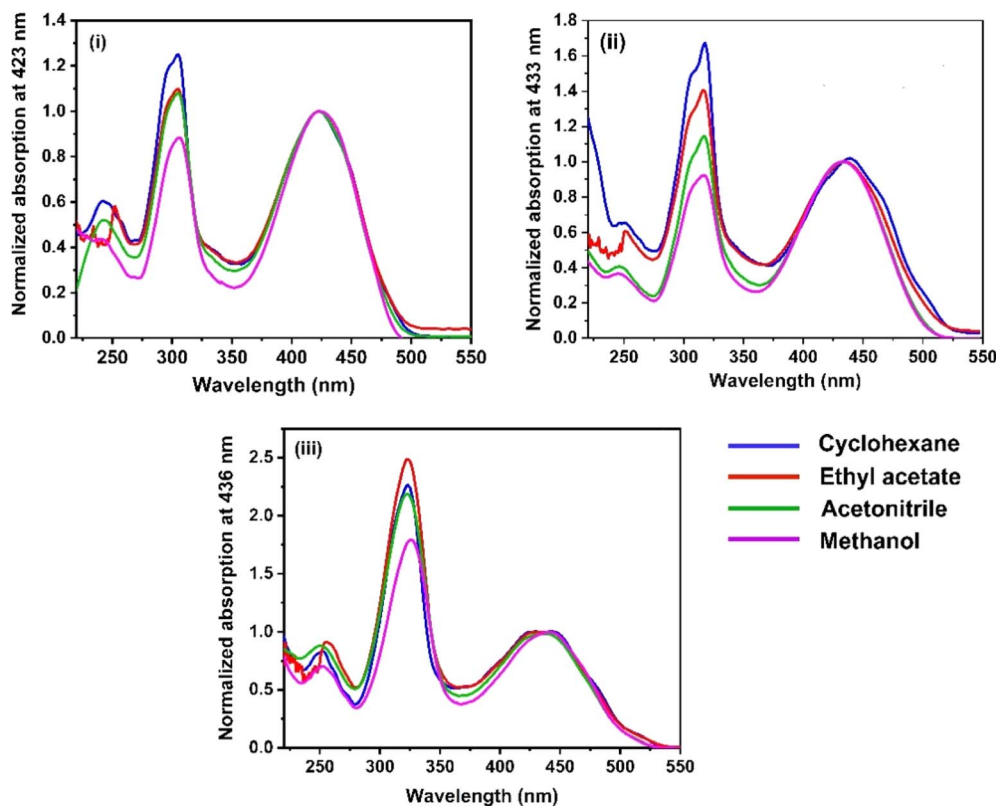 (i)
Normalized absorption at 423 nm
1.4
1.2
1.0
0.8
0.6
0.4
0.2
0.0
250 300 350 400 450 500 550
Wavelength (nm)
(ii)
Normalized absorption at 433 nm
1.8
1.6
1.4
1.2
1.0
0.8
0.6
0.4
0.2
0.0
250 300 350 400 450 500 550
Wavelength (nm)
(iii)
Normalized absorption at 436 nm
2.5
2.0
1.5
1.0
0.5
0.0
250 300 350 400 450 500 550
Wavelength (nm)
Cyclohexane
Ethyl acetate
Acetonitrile
Methanol